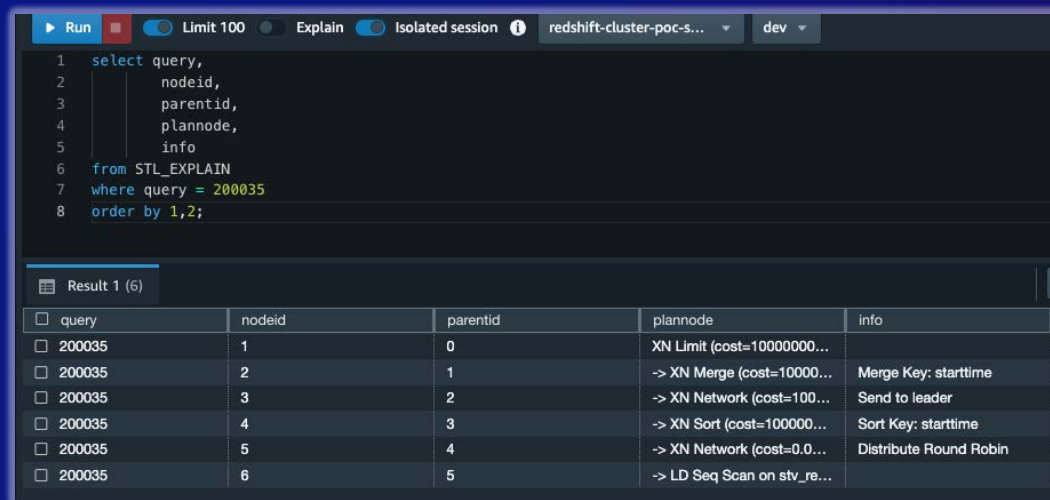 Run Limit 100 Explain Isolated session redshift-cluster-poc-s... dev
1 select query,
2 nodeid,
3 parentid,
4 plannode,
5 info
6 from STL_EXPLAIN
7 where query = 200035
8 order by 1,2;
Result 1 (6)
query nodeid parentid plannode info
200035 1 0 XN Limit (cost=10000000...
200035 2 1 -> XN Merge (cost=10000... Merge Key: starttime
200035 3 2 -> XN Network (cost=100... Send to leader
200035 4 3 -> XN Sort (cost=100000... Sort Key: starttime
200035 5 4 -> XN Network (cost=0.0... Distribute Round Robin
200035 6 5 -> LD Seq Scan on stv_re...